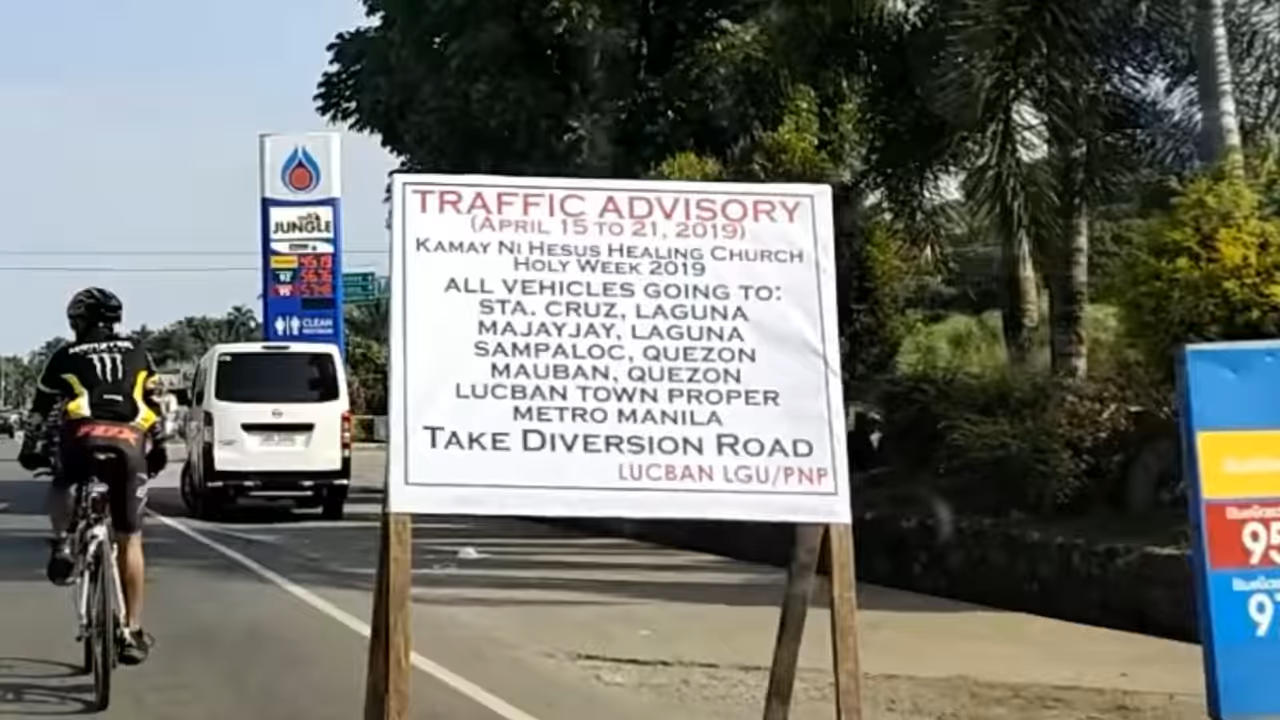 TRAFFIC ADVISORY
(APRIL 15 TO 21, 2019)
KAMAY NI HESUS HEALING CHURCH
HOLY WEEK 2019
ALL VEHICLES GOING TO:
STA. CRUZ, LAGUNA
MAJAYJAY, LAGUNA
SAMPALOC, QUEZON
MAUBAN, QUEZON
LUCBAN TOWN PROPER
METRO MANILA
TAKE DIVERSION ROAD
LUCBAN LGU/PNP
JUNGLE
CLEAN
FOX
95